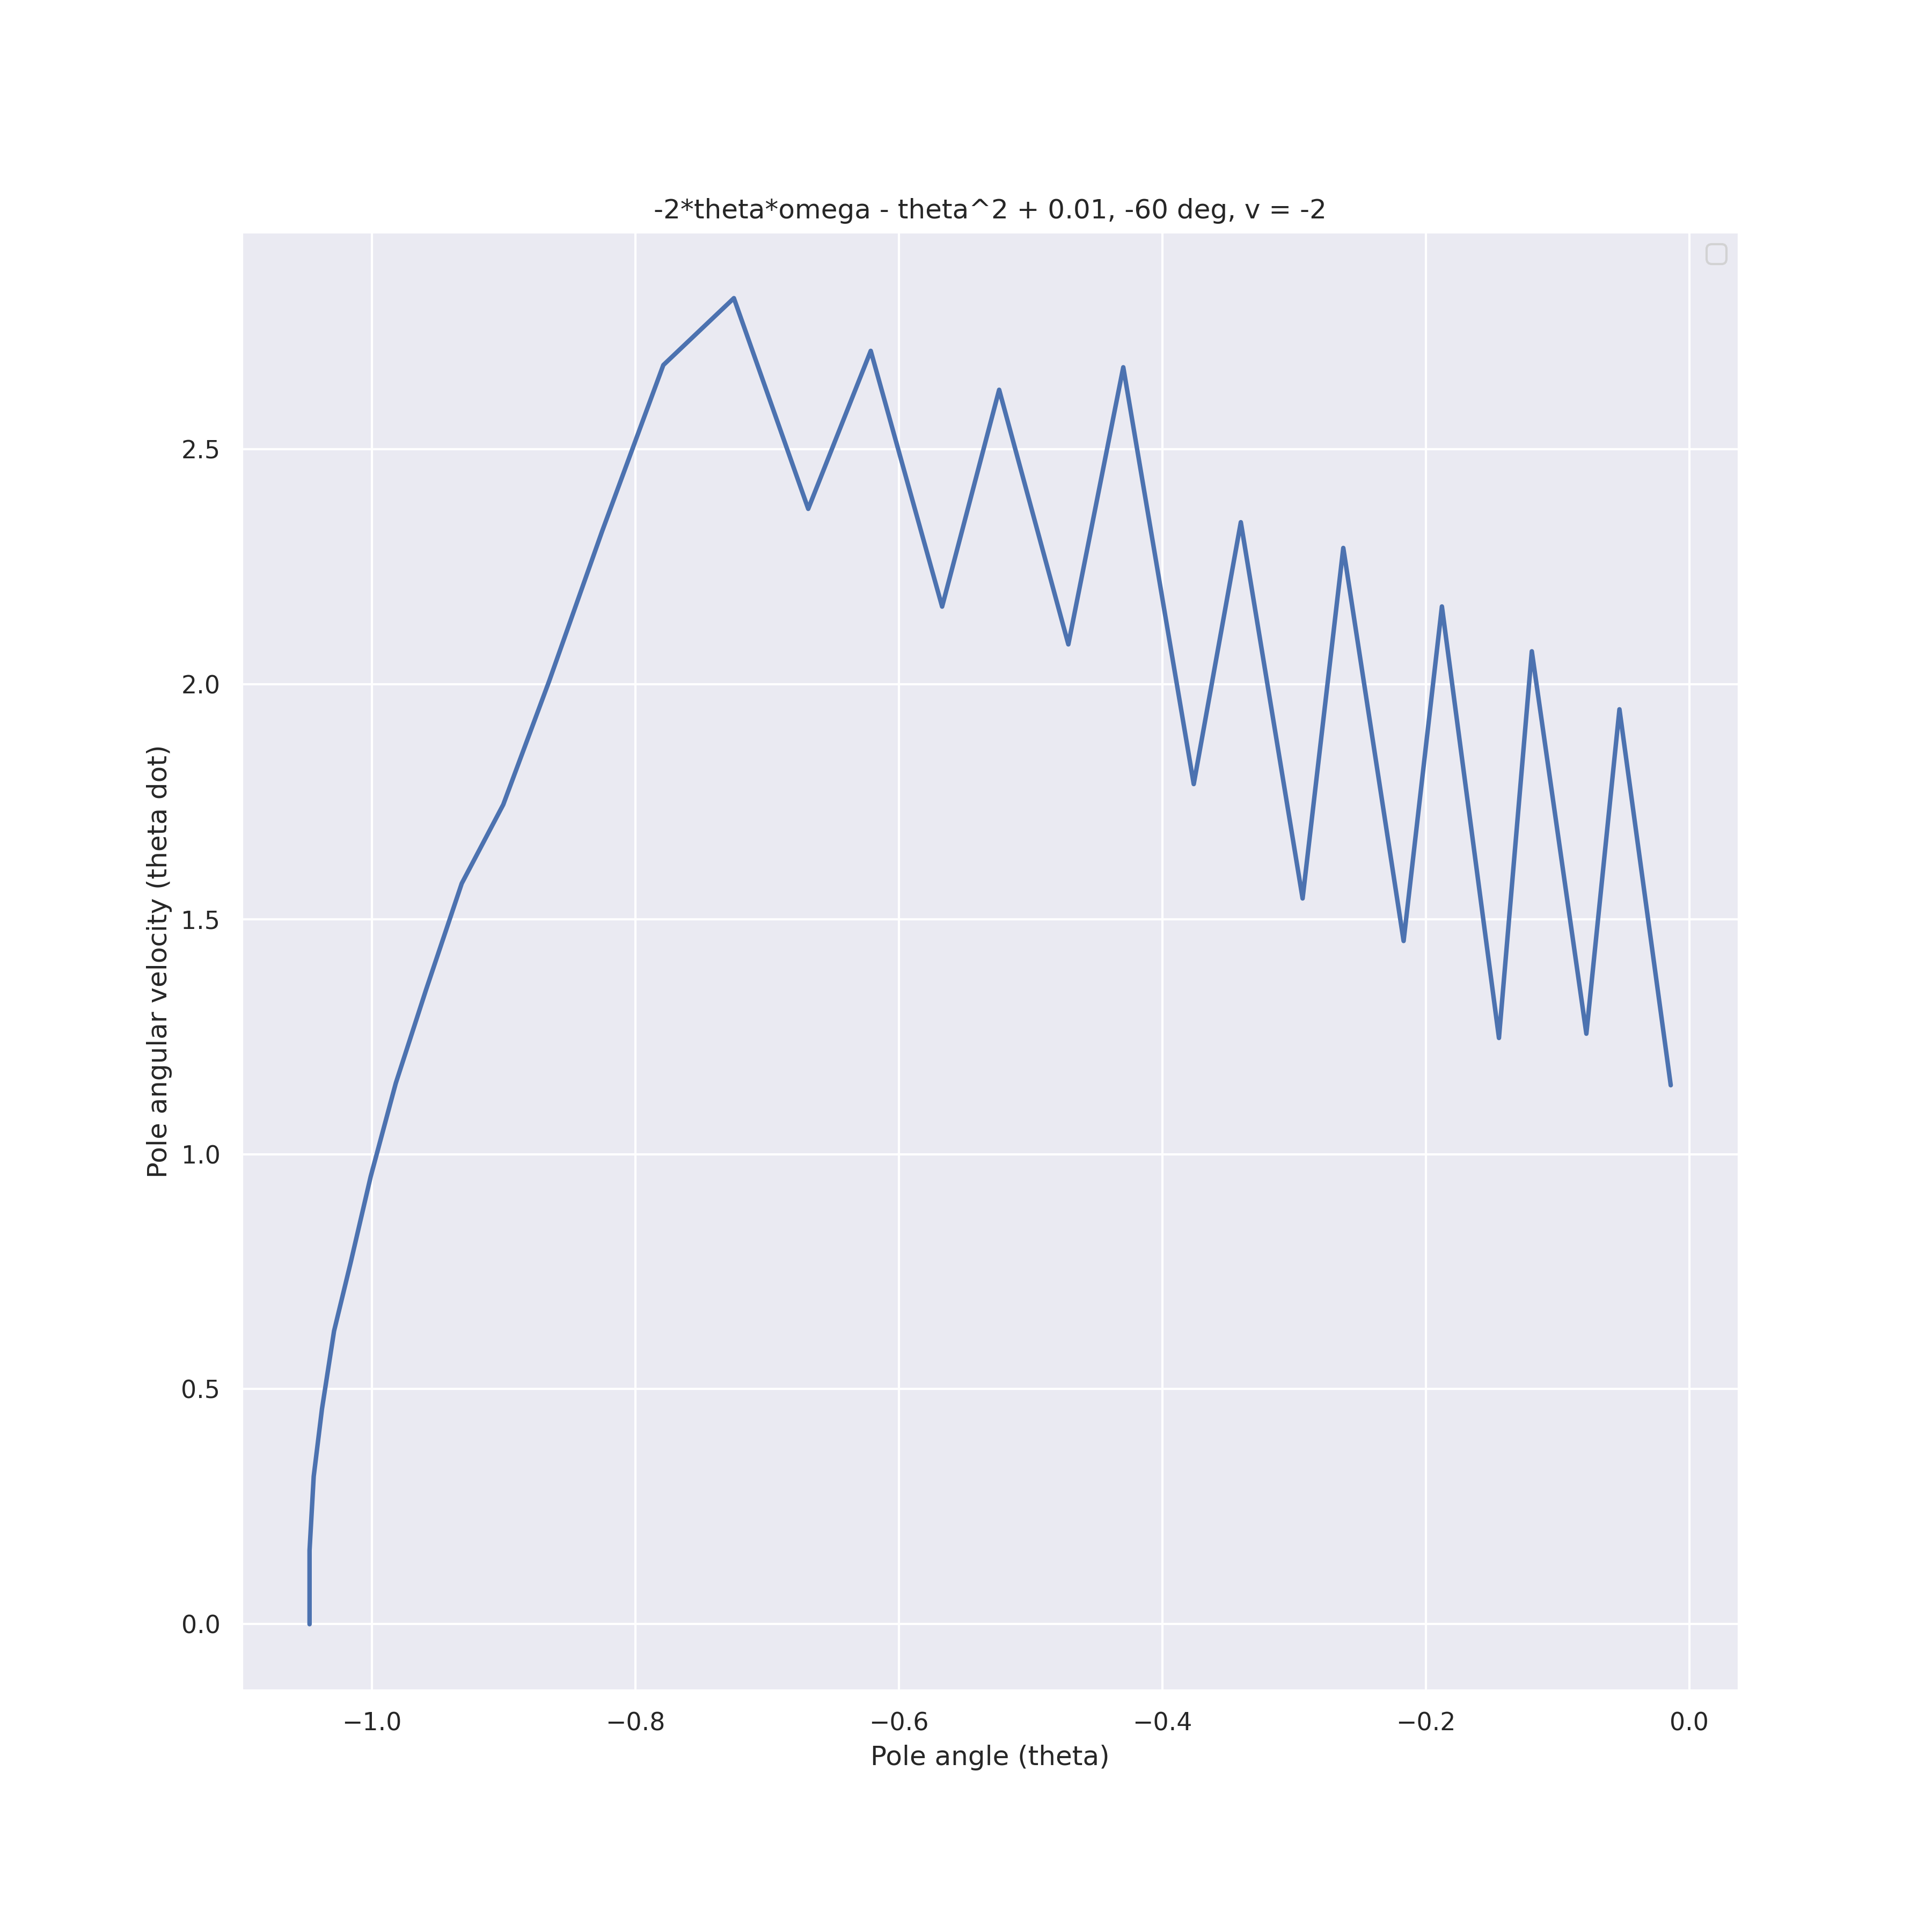 -2*theta*omega - theta^2 + 0.01, -60 deg, v = -2
2.5
2.0
1.5
1.0
0.5
0.0
Pole angular velocity (theta dot)
−1.0 −0.8 −0.6 −0.4 −0.2 0.0
Pole angle (theta)